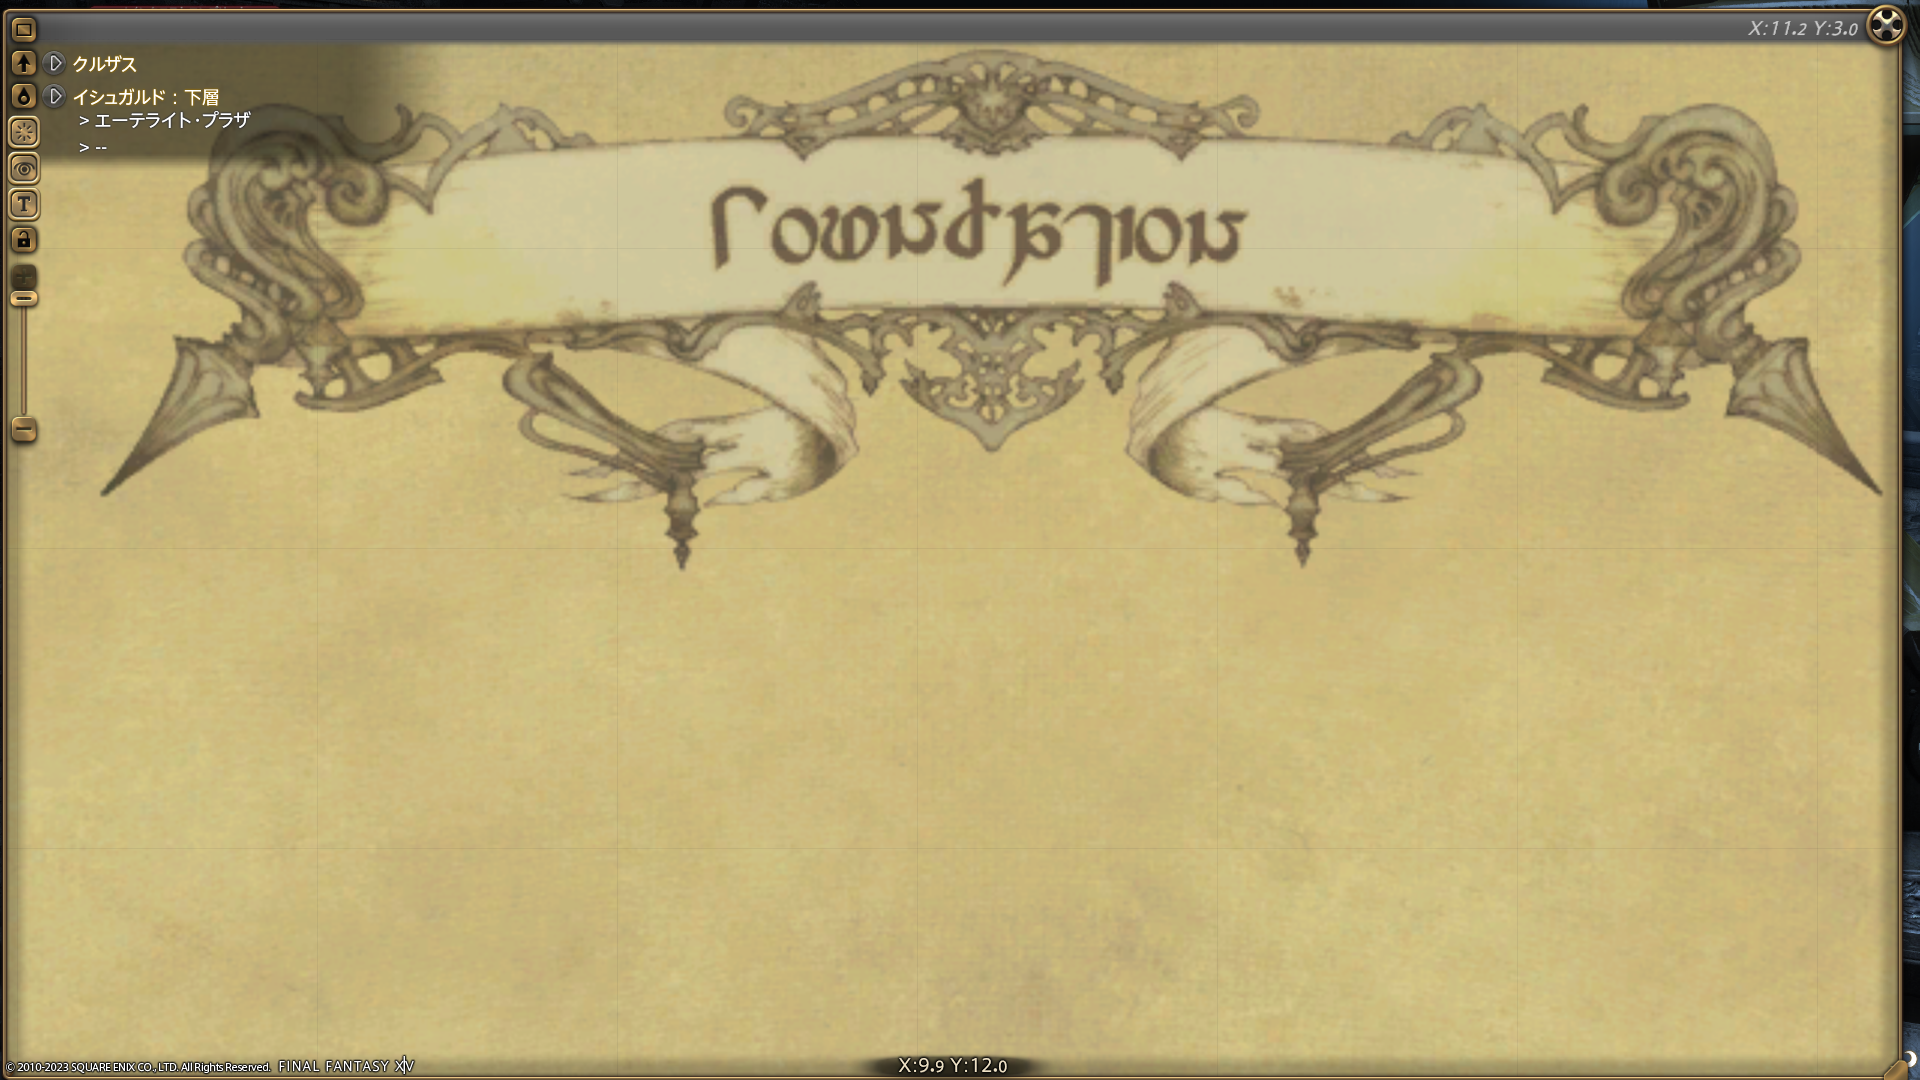 X:11.2 Y:3.0
クルザス
イシュガルド：下層
> エーテライト・プラザ
> --
Foundation
T
© 2010-2023 SQUARE ENIX CO., LTD. All Rights Reserved. FINAL FANTASY XIV
X:9.9 Y:12.0